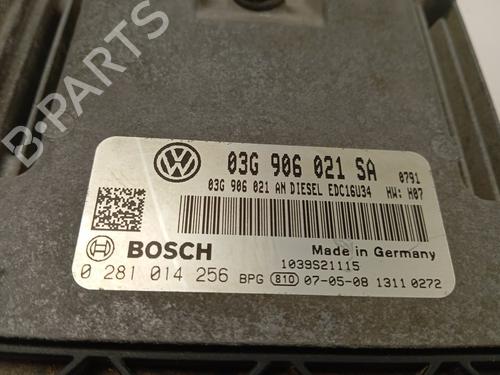 B-PARTS
03G 906 021 SA 0791
03G 906 021 AN DIESEL EDC16U34 HW: H07
BOSCH Made in Germany
1039S21115
0 281 014 256 BPG 810 07-05-08 1311 0272